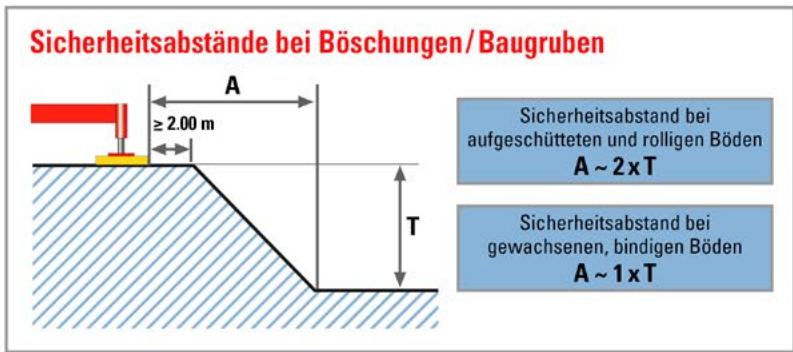 Sicherheitsabstände bei Böschungen/Baugruben
A
≥ 2.00 m
T
Sicherheitsabstand bei
aufgeschütteten und rolligen Böden
A ~ 2 x T
Sicherheitsabstand bei
gewachsenen, bindigen Böden
A ~ 1 x T